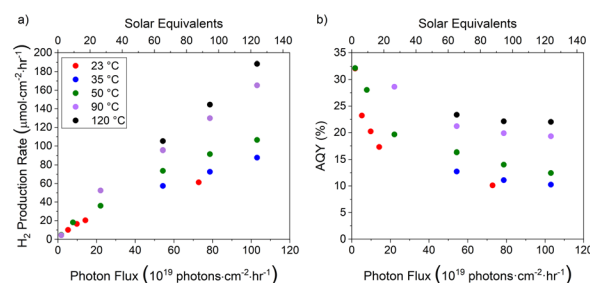 a)
Solar Equivalents
0 20 40 60 80 100 120 140
200
180
160
140
120
100
80
60
40
20
0
H₂ Production Rate (μmol·cm⁻²·hr⁻¹)
23 °C
35 °C
50 °C
90 °C
120 °C
0 20 40 60 80 100 120
Photon Flux (10¹⁹ photons·cm⁻²·hr⁻¹)
b)
Solar Equivalents
0 20 40 60 80 100 120 140
35
30
25
20
15
10
5
0
AQY (%)
0 20 40 60 80 100 120
Photon Flux (10¹⁹ photons·cm⁻²·hr⁻¹)